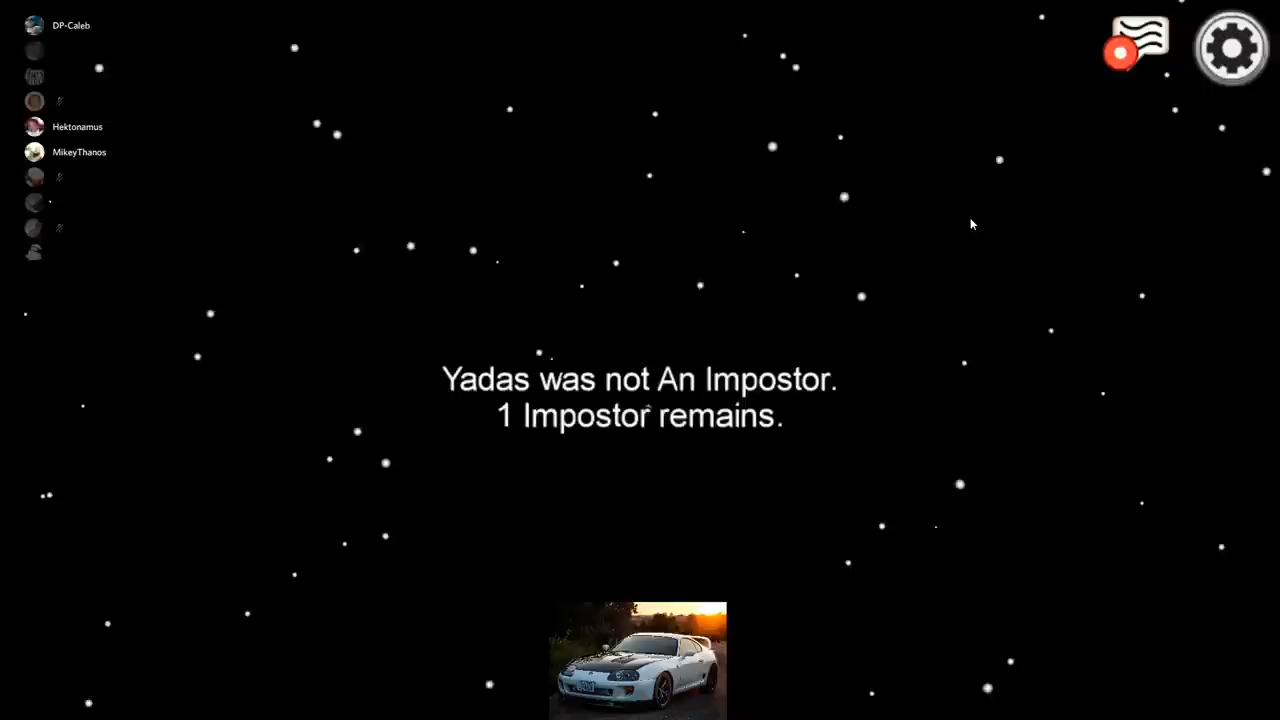 DP-Caleb
Hektonamus
MikeyThanos
Yadas was not An Impostor.
1 Impostor remains.